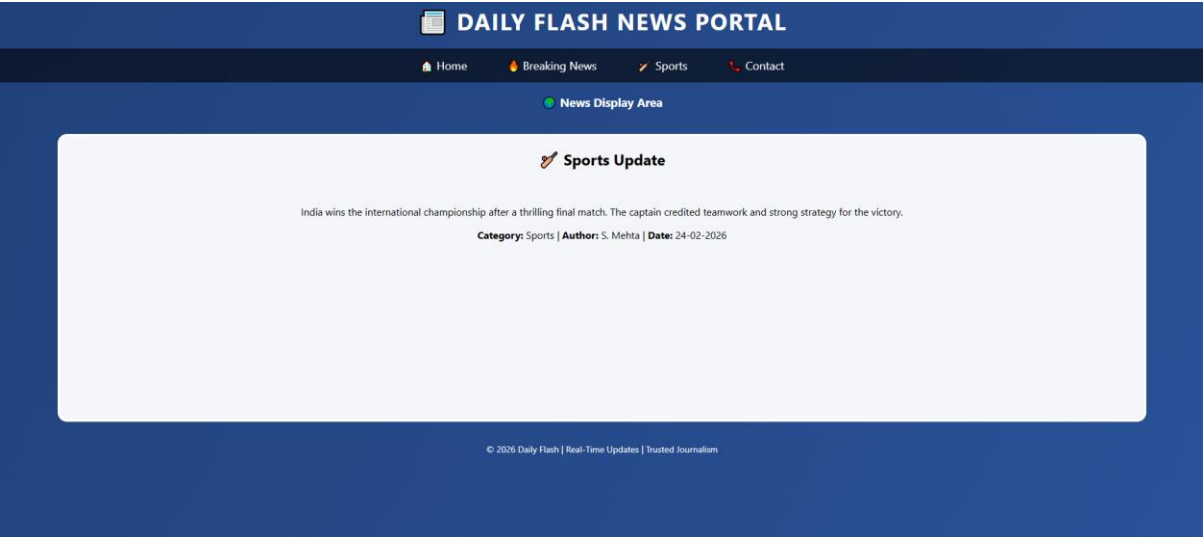 DAILY FLASH NEWS PORTAL
Home Breaking News Sports Contact
News Display Area
Sports Update
India wins the international championship after a thrilling final match. The captain credited teamwork and strong strategy for the victory.
Category: Sports | Author: S. Mehta | Date: 24-02-2026
© 2026 Daily Flash | Real-Time Updates | Trusted Journalism